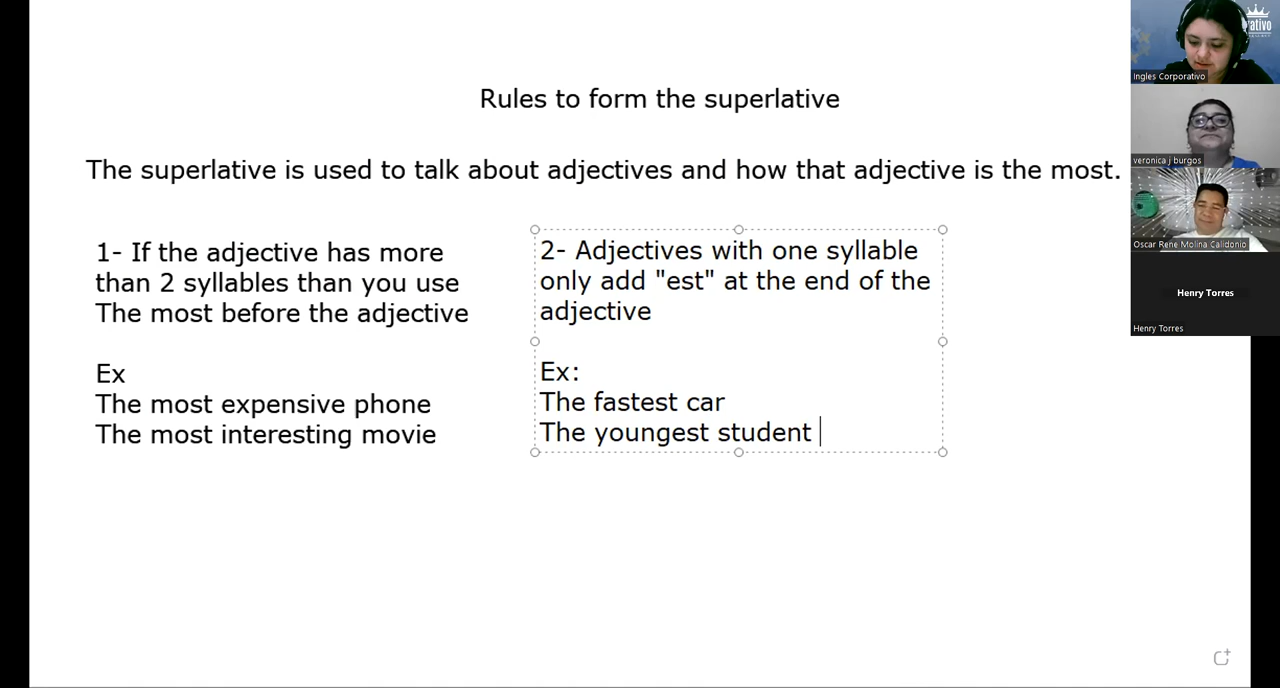 Rules to form the superlative
The superlative is used to talk about adjectives and how that adjective is the most.
1- If the adjective has more
than 2 syllables than you use
The most before the adjective
Ex
The most expensive phone
The most interesting movie
2- Adjectives with one syllable
only add "est" at the end of the
adjective
Ex:
The fastest car
The youngest student
ativo
Ingles Corporativo
veronica j burgos
Oscar Rene Molina Calidonio
Henry Torres
Henry Torres